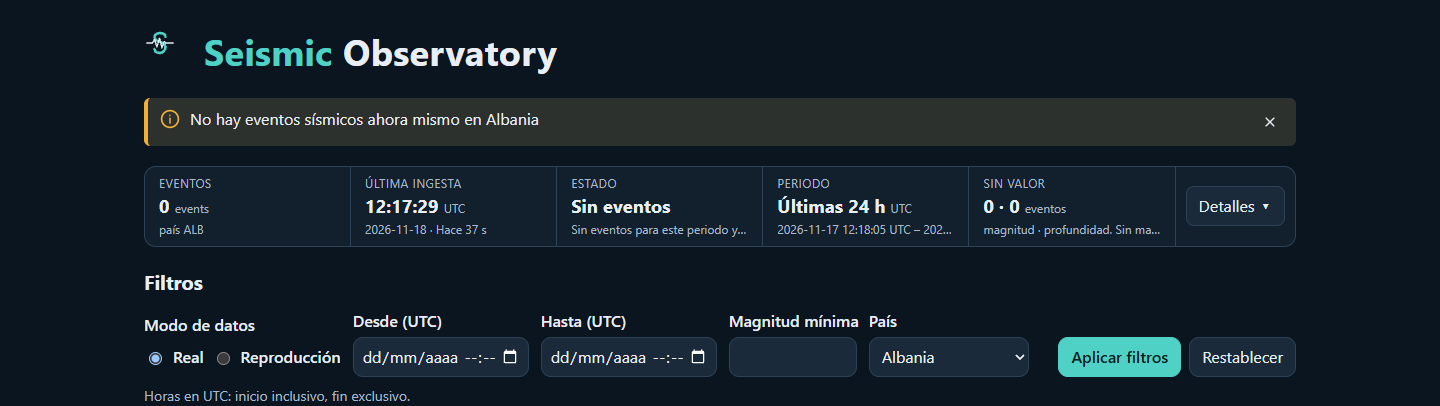 Seismic Observatory
No hay eventos sísmicos ahora mismo en Albania
EVENTOS
0 events
país ALB
ÚLTIMA INGESTA
12:17:29 UTC
2026-11-18 · Hace 37 s
ESTADO
Sin eventos
Sin eventos para este periodo y...
PERIODO
Últimas 24 h UTC
2026-11-17 12:18:05 UTC – 202...
SIN VALOR
0 · 0 eventos
magnitud · profundidad. Sin ma...
Detalles ▼
Filtros
Modo de datos
Real
Reproducción
Desde (UTC)
dd/mm/aaaa --:--
Hasta (UTC)
dd/mm/aaaa --:--
Magnitud mínima
País
Albania
Aplicar filtros
Restablecer
Horas en UTC: inicio inclusivo, fin exclusivo.